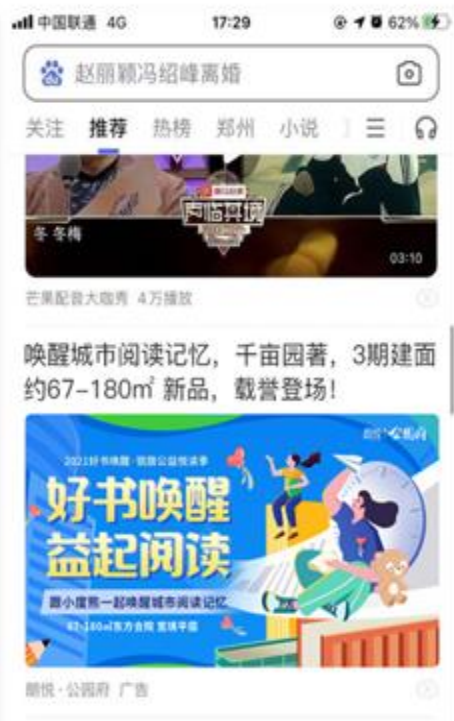 中国联通 4G 17:29 62%
赵丽颖冯绍峰离婚
关注 推荐 热榜 郑州 小说
声临其境
冬 冬梅
03:10
芒果配音大咖秀 4万播放
唤醒城市阅读记忆，千亩园著，3期建面
约67-180㎡ 新品，载誉登场！
2021好书唤醒·朗悦公益悦读季
好书唤醒
益起阅读
跟小度熊一起唤醒城市阅读记忆
67-180㎡东方合院 宽境平层
朗悦·公园府 广告